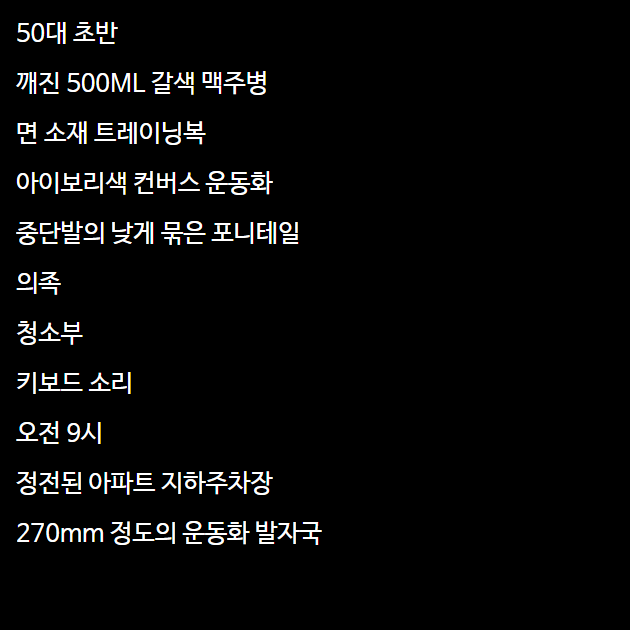 50대 초반
깨진 500ML 갈색 맥주병
면 소재 트레이닝복
아이보리색 컨버스 운동화
중단발의 낮게 묶은 포니테일
의족
청소부
키보드 소리
오전 9시
정전된 아파트 지하주차장
270mm 정도의 운동화 발자국